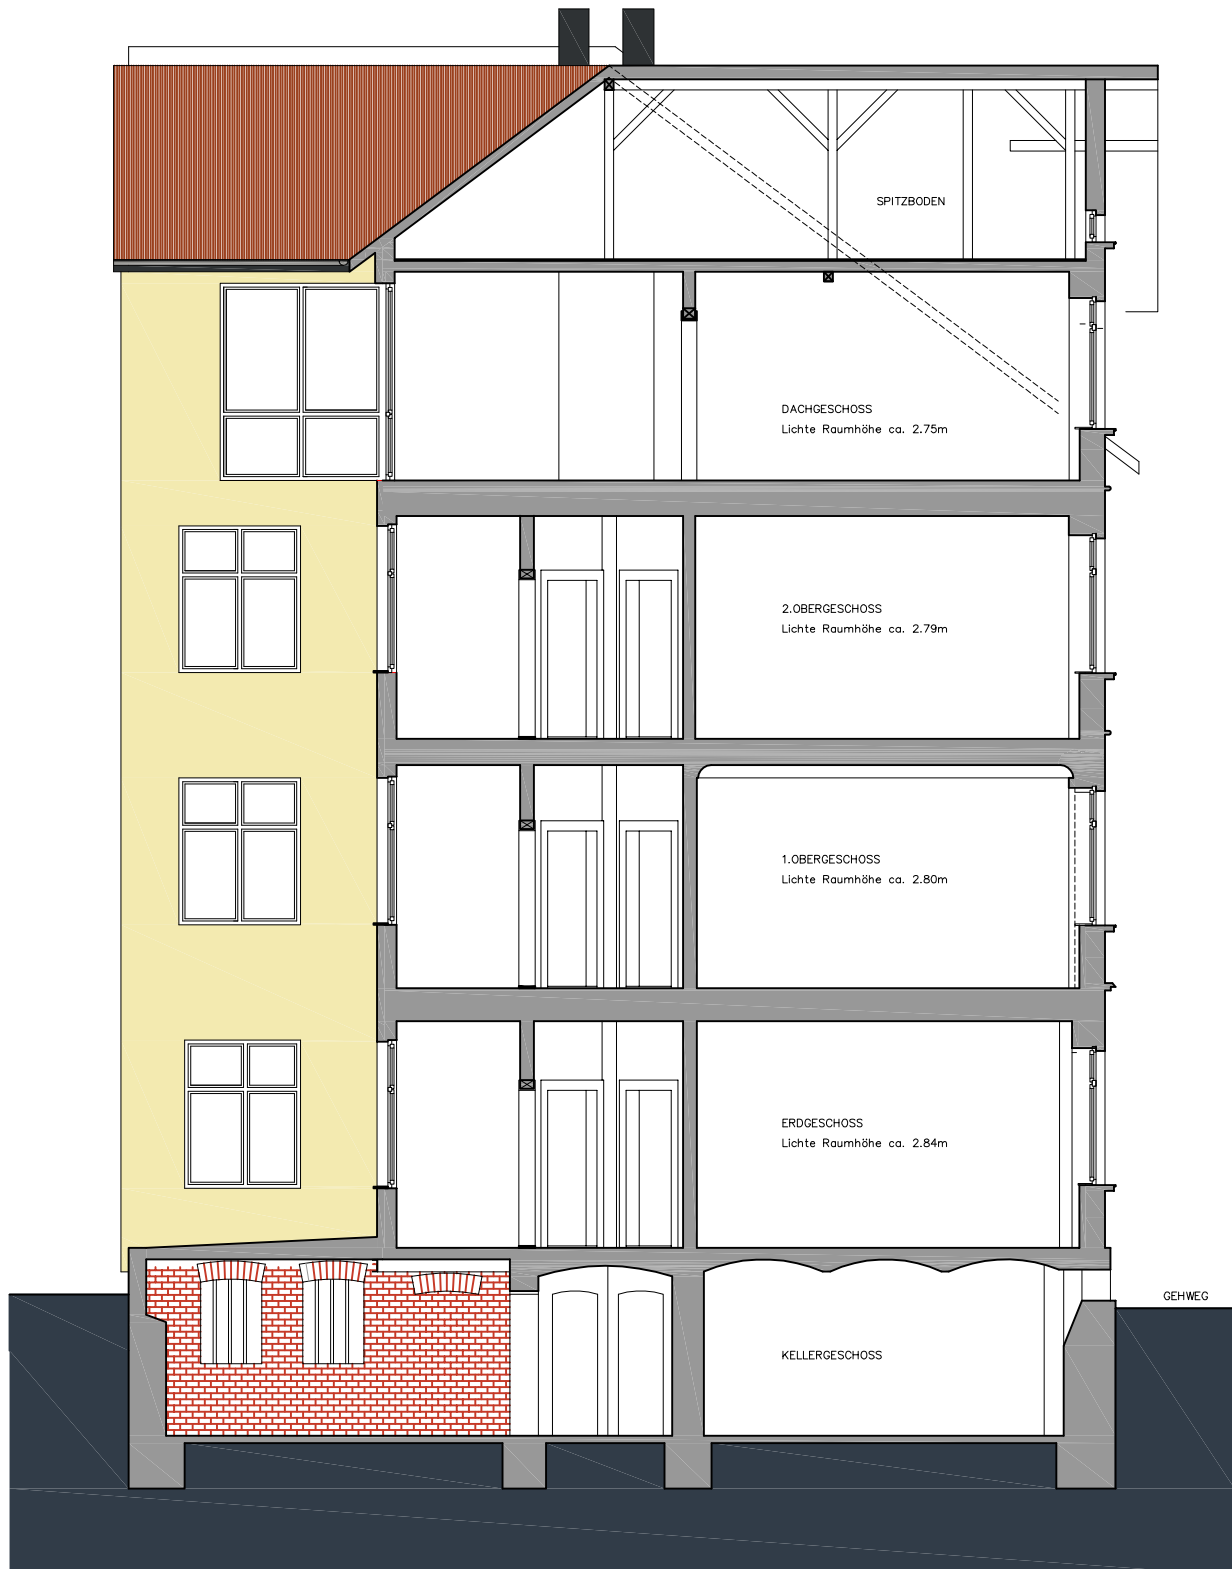 SPITZBODEN
DACHGESCHOSS
Lichte Raumhöhe ca. 2.75m
2.OBERGESCHOSS
Lichte Raumhöhe ca. 2.79m
1.OBERGESCHOSS
Lichte Raumhöhe ca. 2.80m
ERDGESCHOSS
Lichte Raumhöhe ca. 2.84m
GEHWEG
KELLERGESCHOSS